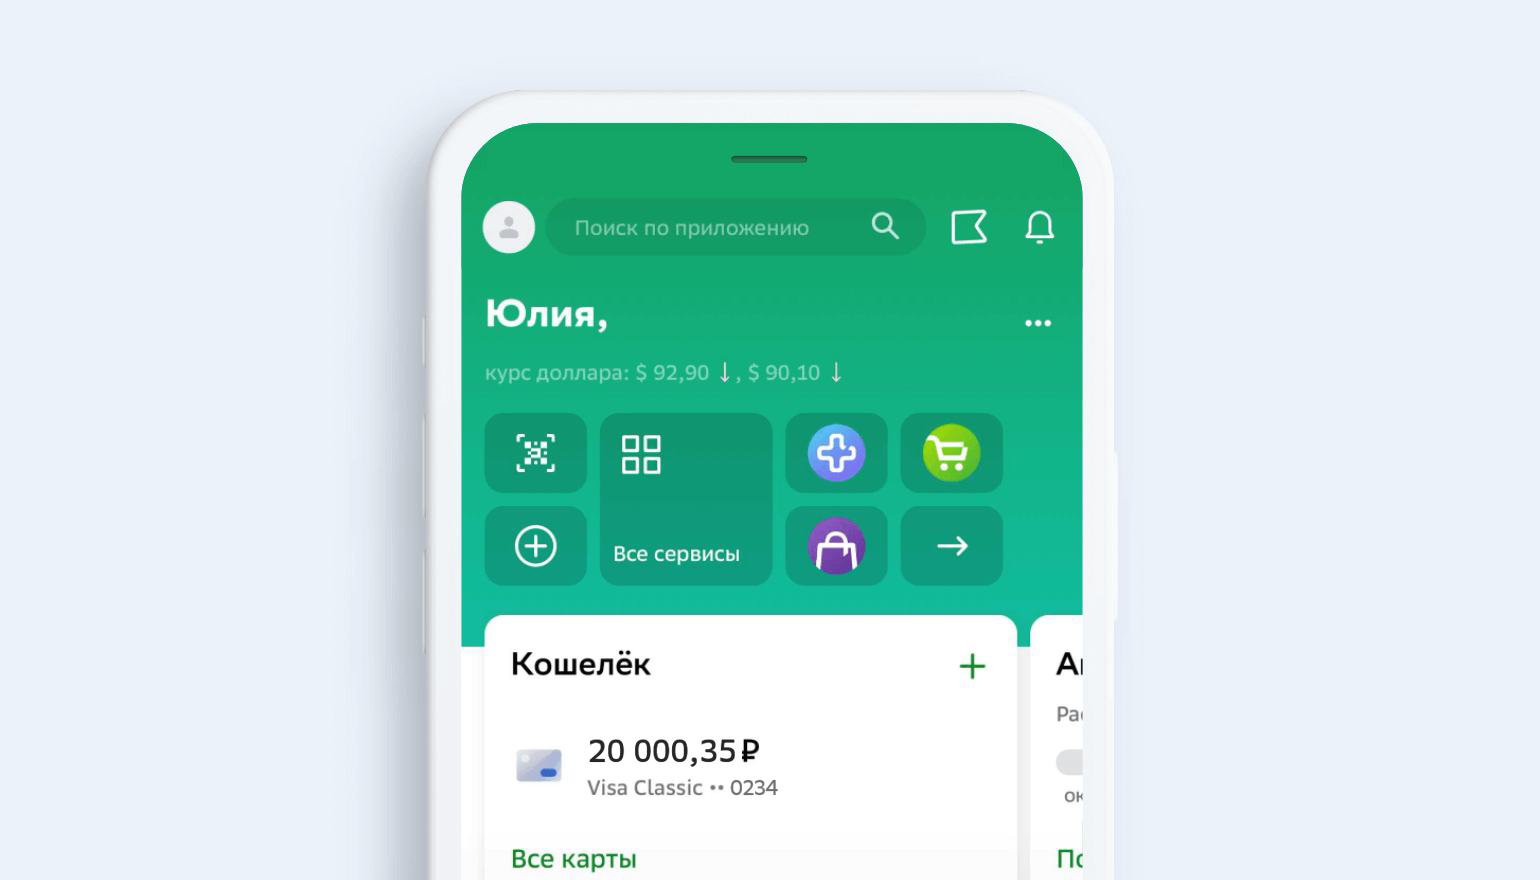 Поиск по приложению
Юлия,
курс доллара: $ 92,90 ↓, $ 90,10 ↓
Все сервисы
Кошелёк
20 000,35 ₽
Visa Classic •• 0234
Все карты